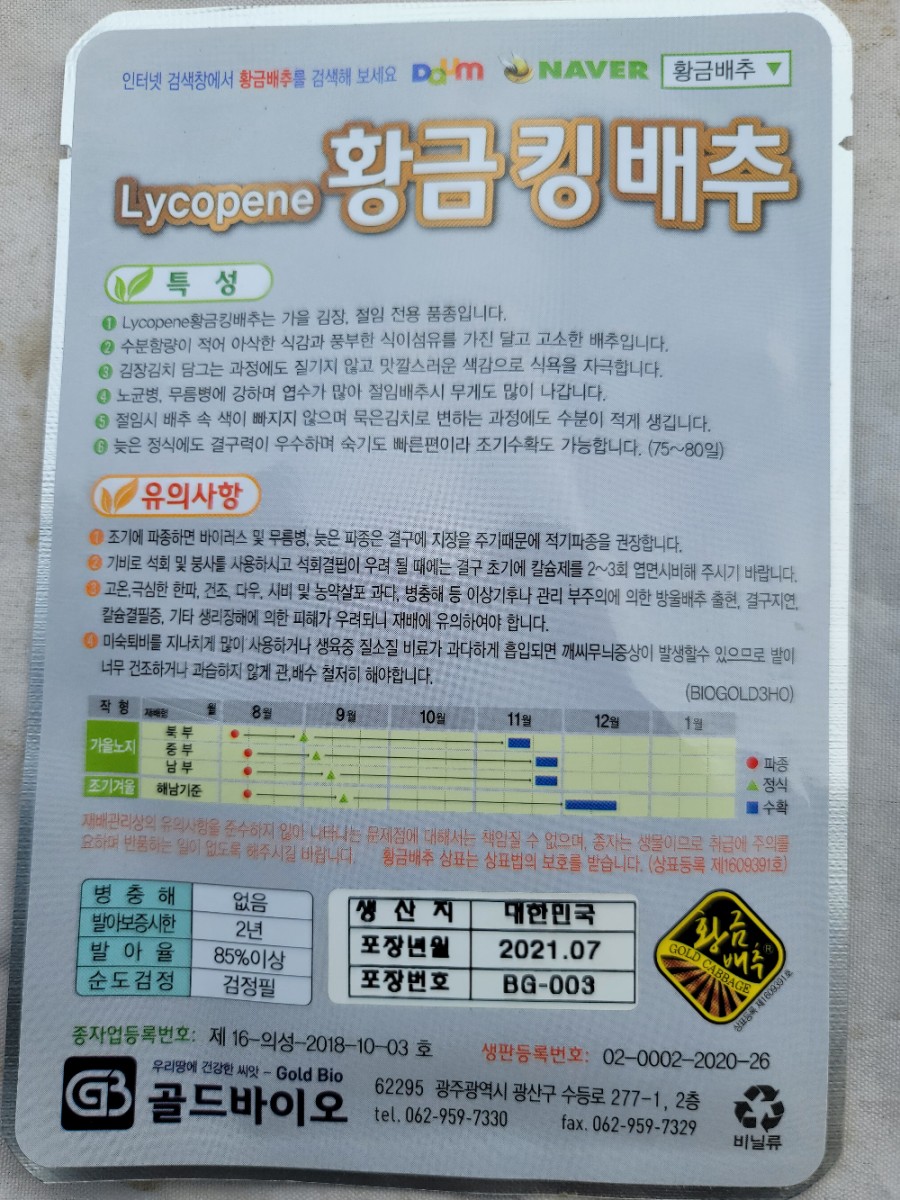 인터넷 검색창에서 황금배추를 검색해 보세요 Daum NAVER 황금배추▼
Lycopene 황금킹배추
특 성
1 Lycopene황금킹배추는 가을 김장, 절임 전용 품종입니다.
2 수분함량이 적어 아삭한 식감과 풍부한 식이섬유를 가진 달고 고소한 배추입니다.
3 김장김치 담그는 과정에도 질기지 않고 맛깔스러운 색감으로 식욕을 자극합니다.
4 노균병, 무름병에 강하며 엽수가 많아 절임배추시 무게도 많이 나갑니다.
5 절임시 배추 속 색이 빠지지 않으며 묵은김치로 변하는 과정에도 수분이 적게 생깁니다.
6 늦은 정식에도 결구력이 우수하며 숙기도 빠른편이라 조기수확도 가능합니다. (75~80일)
유의사항
1 조기에 파종하면 바이러스 및 무름병, 늦은 파종은 결구에 지장을 주기때문에 적기파종을 권장합니다.
2 기비로 석회 및 붕사를 사용하시고 석회결핍이 우려 될 때에는 결구 초기에 칼슘제를 2~3회 엽면시비해 주시기 바랍니다.
3 고온,극심한 한파, 건조, 다우, 시비 및 농약살포 과다, 병충해 등 이상기후나 관리 부주의에 의한 방울배추 출현, 결구지연,
칼슘결필증, 기타 생리장해에 의한 피해가 우려되니 재배에 유의하여야 합니다.
4 미숙퇴비를 지나치게 많이 사용하거나 생육중 질소질 비료가 과다하게 흡입되면 깨씨무늬증상이 발생할수 있으므로 밭이
너무 건조하거나 과습하지 않게 관,배수 철저히 해야합니다.
(BIOGOLD3HO)
작 형 재배형 월 8월 9월 10월 11월 12월 1월
가을노지 북 부
중 부
남 부
조기겨울 해남기준
파종
정식
수확
재배관리상의 유의사항을 준수하지 않아 나타나는 문제점에 대해서는 책암질 수 없으며, 종자는 생물이므로 취급에 주의를
요하며 반품하는 일이 없도록 해주시길 바랍니다. 황금배추 상표는 상표법의 보호를 받습니다. (상표등록 제1609391호)
병 충 해 없음
발아보증시한 2년
발 아 율 85%이상
순도검정 검정필
생 산 지 대한민국
포장년월 2021.07
포장번호 BG-003
황금배추 ®
GOLD CABBAGE
상표등록 제1609391호
종자업등록번호: 제 16-의성-2018-10-03 호
생판등록번호: 02-0002-2020-26
GB 우리땅에 건강한 씨앗 - Gold Bio
골드바이오
62295 광주광역시 광산구 수등로 277-1, 2층
tel. 062-959-7330 fax. 062-959-7329
비닐류